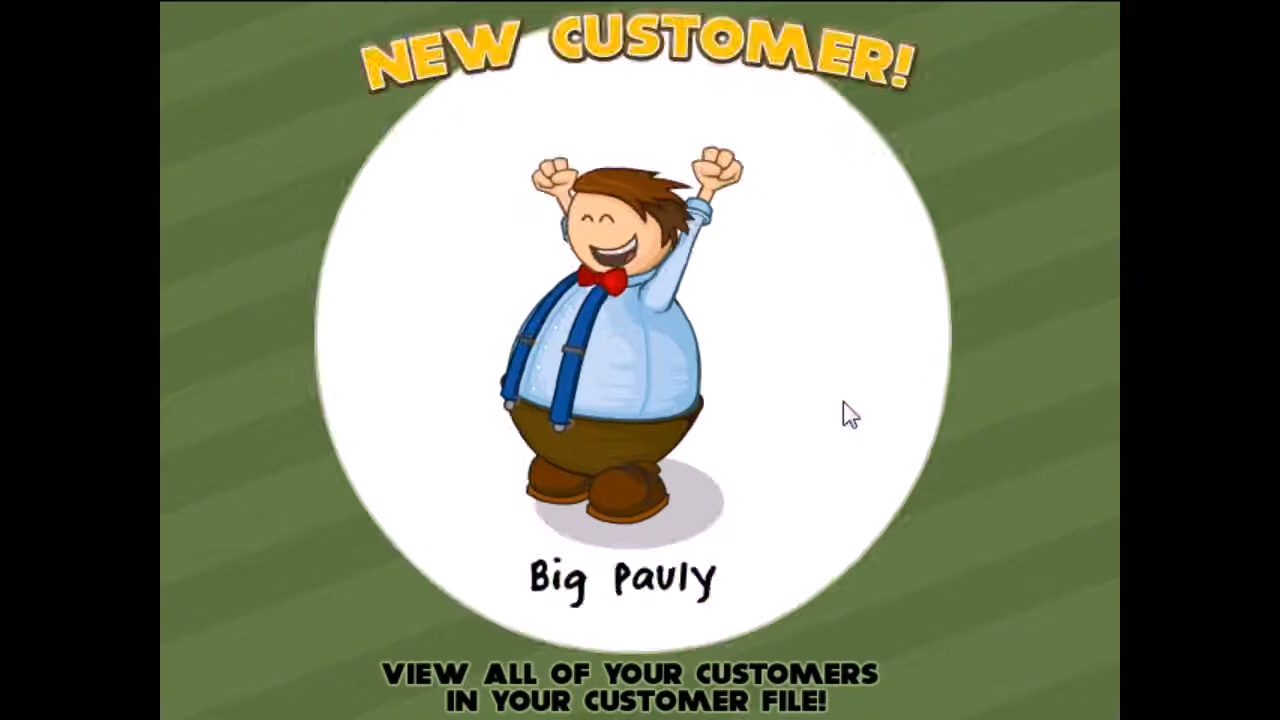 NEW CUSTOMER!
Big Pauly
VIEW ALL OF YOUR CUSTOMERS
IN YOUR CUSTOMER FILE!